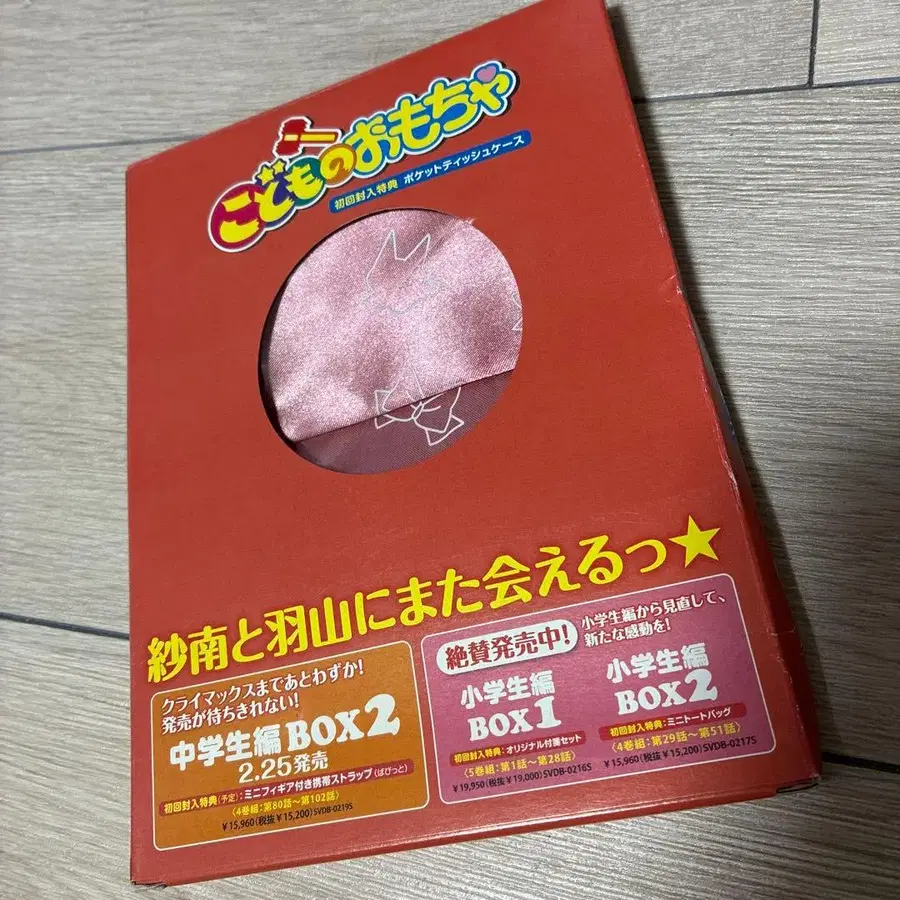 こどものおもちゃ
初回封入特典 ポケットティッシュケース
紗南と羽山にまた会えるっ★
クライマックスまであとわずか!
発売が待ちきれない!
中学生編 BOX2
2.25発売
初回封入特典(予定):ミニフィギア付き携帯ストラップ(ばびっと)
〈4巻組:第80話~第102話〉
¥15,960(税抜¥15,200)SVDB-0219S
絶賛発売中!
小学生編から見直して、
新たな感動を!
小学生編
BOX1
初回封入特典:オリジナル付箋セット
〈5巻組:第1話~第28話〉
¥19,950(税抜¥19,000)SVDB-0216S
小学生編
BOX2
初回封入特典:ミニトートバッグ
〈4巻組:第29話~第51話〉
¥15,960(税抜¥15,200)SVDB-0217S